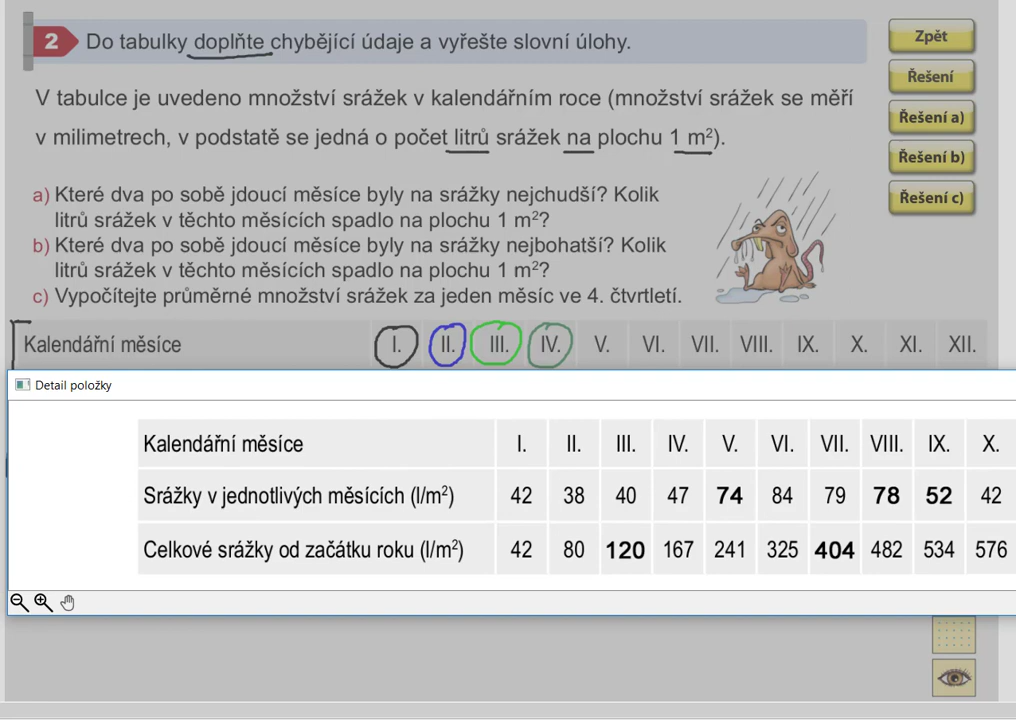 2 Do tabulky doplňte chybějící údaje a vyřešte slovní úlohy.
Zpět
Řešení
Řešení a)
Řešení b)
Řešení c)
V tabulce je uvedeno množství srážek v kalendářním roce (množství srážek se měří
v milimetrech, v podstatě se jedná o počet litrů srážek na plochu 1 m²).
a) Které dva po sobě jdoucí měsíce byly na srážky nejchudší? Kolik
litrů srážek v těchto měsících spadlo na plochu 1 m²?
b) Které dva po sobě jdoucí měsíce byly na srážky nejbohatší? Kolik
litrů srážek v těchto měsících spadlo na plochu 1 m²?
c) Vypočítejte průměrné množství srážek za jeden měsíc ve 4. čtvrtletí.
Kalendářní měsíce I. II. III. IV. V. VI. VII. VIII. IX. X. XI. XII.
Detail položky
Kalendářní měsíce I. II. III. IV. V. VI. VII. VIII. IX. X.
Srážky v jednotlivých měsících (l/m²) 42 38 40 47 74 84 79 78 52 42
Celkové srážky od začátku roku (l/m²) 42 80 120 167 241 325 404 482 534 576